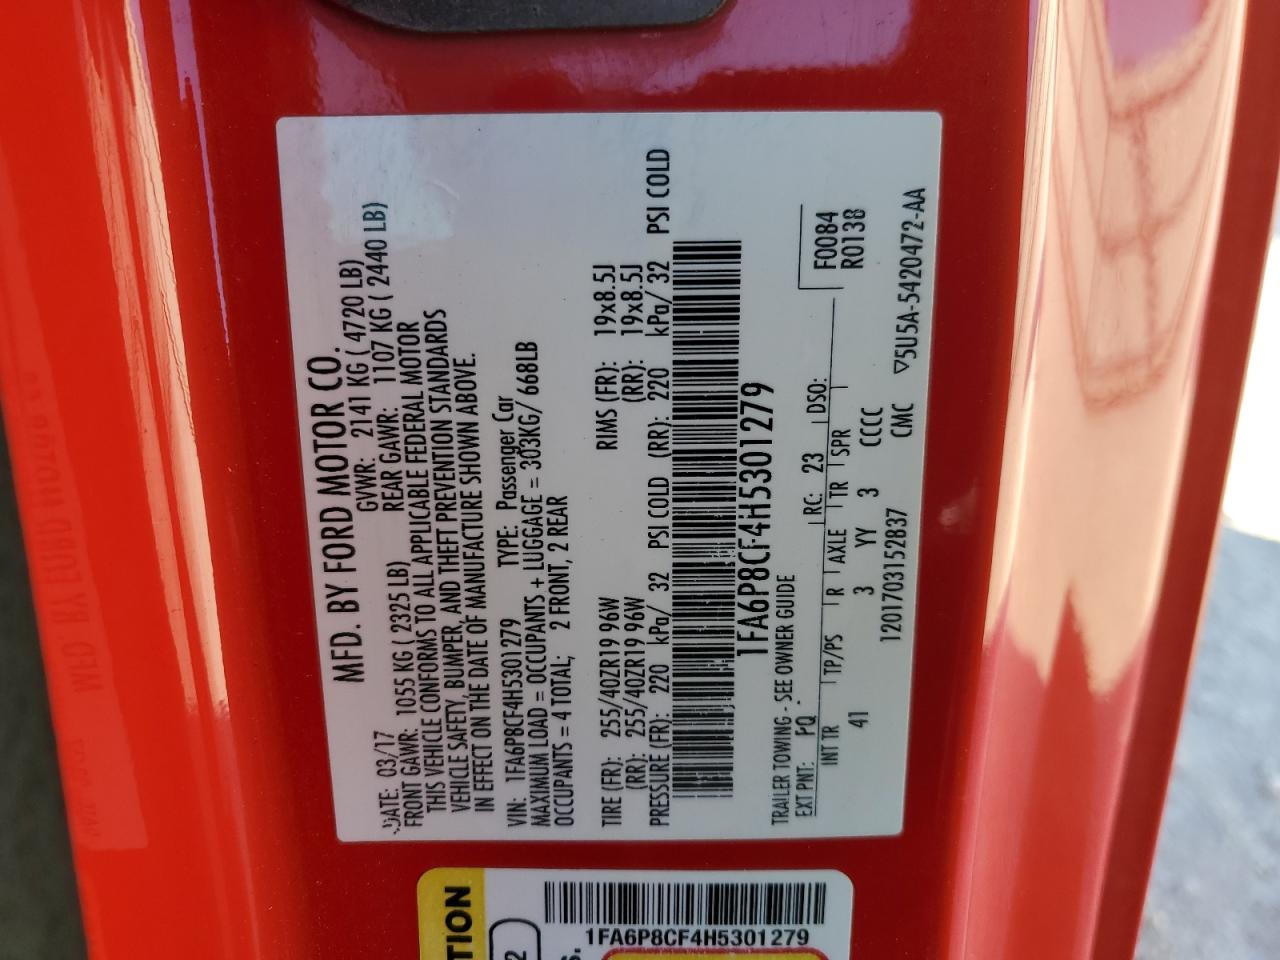 MFD. BY FORD MOTOR CO.
DATE: 03/17 GVWR: 2141 KG ( 4720 LB)
FRONT GAWR: 1055 KG ( 2325 LB) REAR GAWR: 1107 KG ( 2440 LB)
THIS VEHICLE CONFORMS TO ALL APPLICABLE FEDERAL MOTOR
VEHICLE SAFETY, BUMPER, AND THEFT PREVENTION STANDARDS
IN EFFECT ON THE DATE OF MANUFACTURE SHOWN ABOVE.
VIN: 1FA6P8CF4H5301279 TYPE: Passenger Car
MAXIMUM LOAD = OCCUPANTS + LUGGAGE = 303KG/ 668LB
OCCUPANTS = 4 TOTAL; 2 FRONT, 2 REAR
TIRE (FR): 255/40ZR19 96W RIMS (FR): 19x8.5J
(RR): 255/40ZR19 96W (RR): 19x8.5J
PRESSURE (FR): 220 kPa/ 32 PSI COLD (RR): 220 kPa/ 32 PSI COLD
1FA6P8CF4H5301279
TRAILER TOWING - SEE OWNER GUIDE
EXT PNT: PQ RC: 23 DSO: F0084
R0138
INT TR TP/PS R AXLE TR SPR
41 3 YY 3 CCCC
1201703152837 CMC ▽5U5A-5420472-AA
TION
2
S.
1FA6P8CF4H5301279